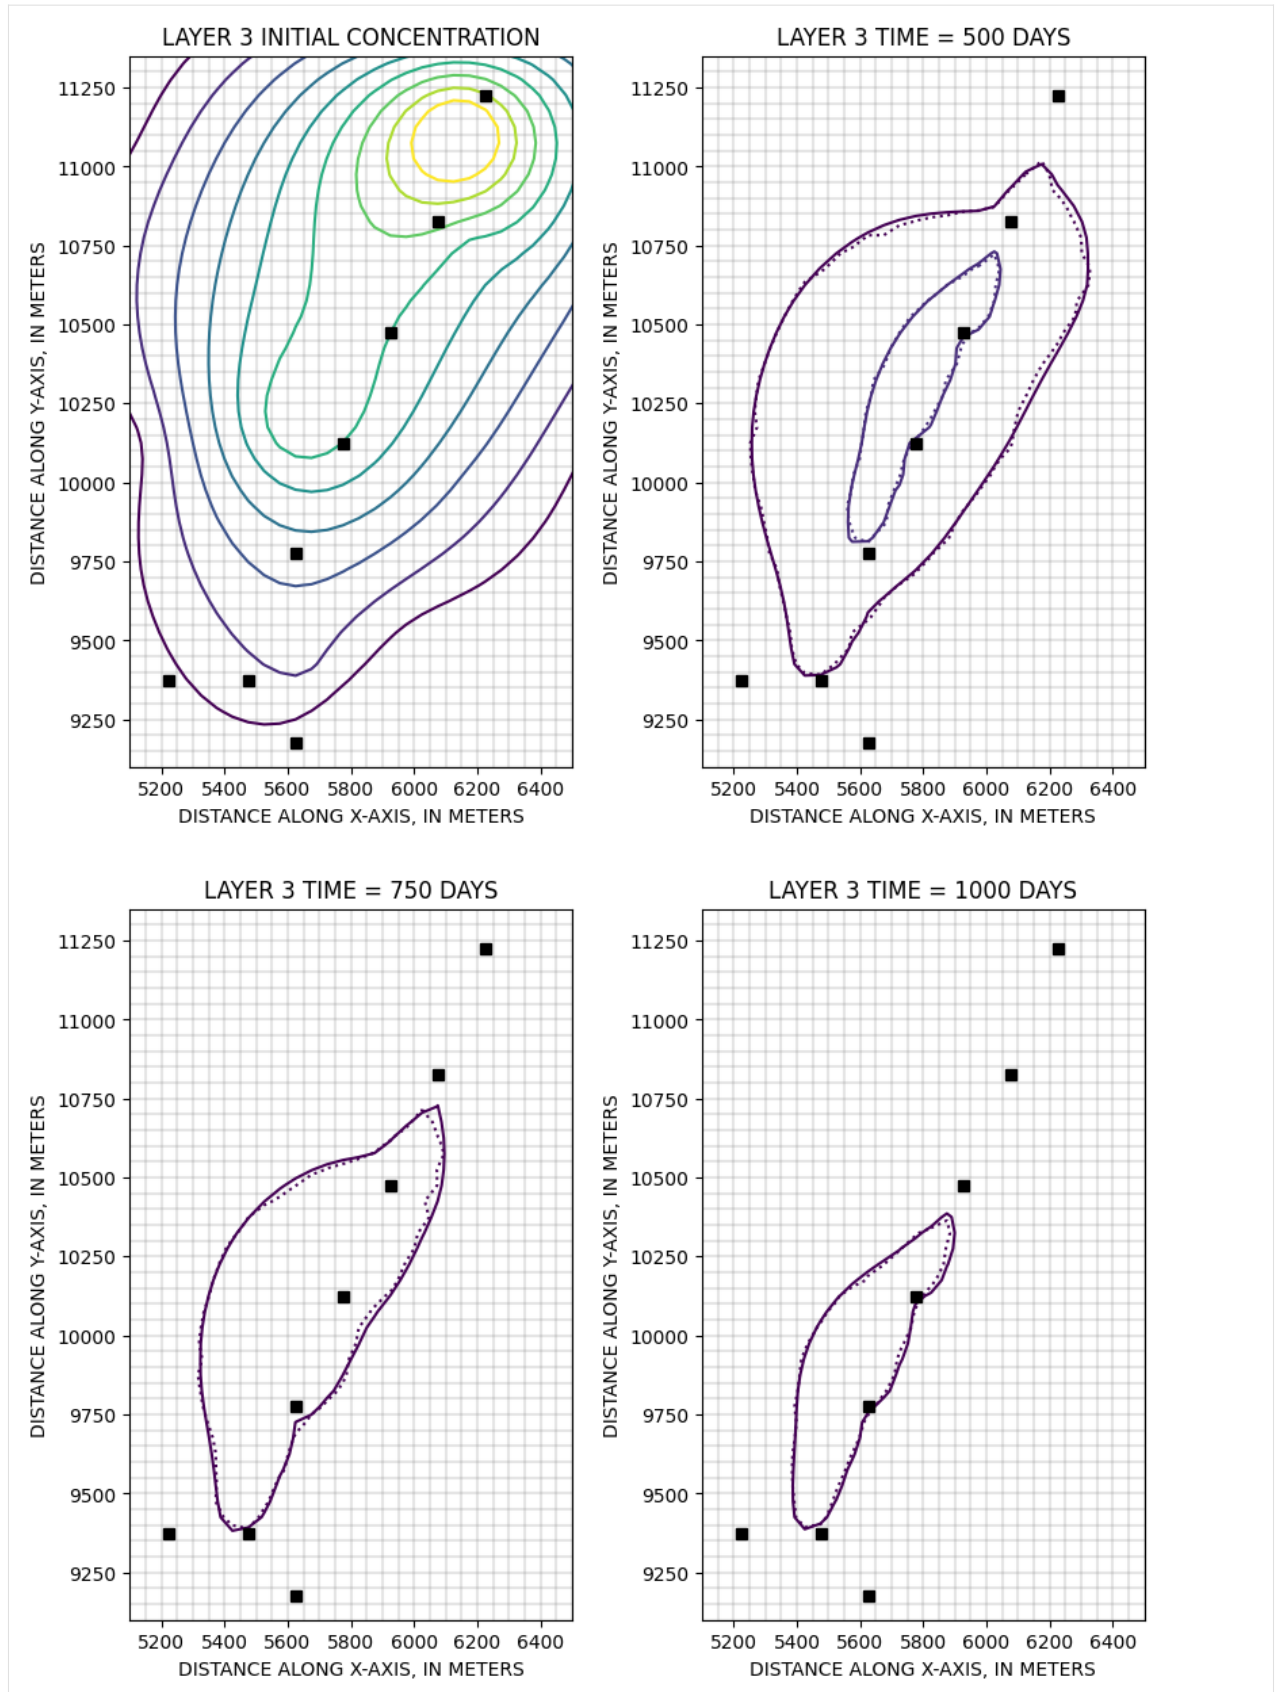 LAYER 3 INITIAL CONCENTRATION
11250
11000
10750
10500
10250
10000
9750
9500
9250
DISTANCE ALONG Y-AXIS, IN METERS
5200 5400 5600 5800 6000 6200 6400
DISTANCE ALONG X-AXIS, IN METERS
LAYER 3 TIME = 500 DAYS
11250
11000
10750
10500
10250
10000
9750
9500
9250
DISTANCE ALONG Y-AXIS, IN METERS
5200 5400 5600 5800 6000 6200 6400
DISTANCE ALONG X-AXIS, IN METERS
LAYER 3 TIME = 750 DAYS
11250
11000
10750
10500
10250
10000
9750
9500
9250
DISTANCE ALONG Y-AXIS, IN METERS
5200 5400 5600 5800 6000 6200 6400
DISTANCE ALONG X-AXIS, IN METERS
LAYER 3 TIME = 1000 DAYS
11250
11000
10750
10500
10250
10000
9750
9500
9250
DISTANCE ALONG Y-AXIS, IN METERS
5200 5400 5600 5800 6000 6200 6400
DISTANCE ALONG X-AXIS, IN METERS